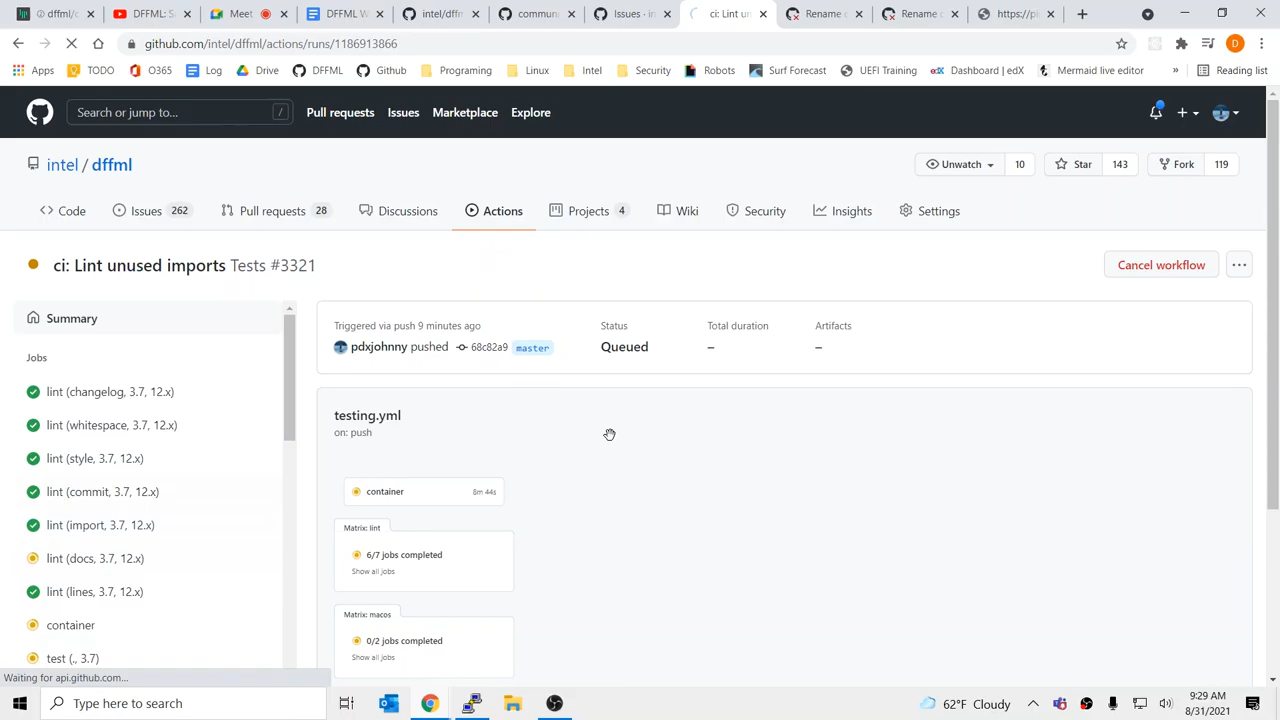 DFFML: S
Meet
DFFML W
intel/dffml
commun
Issues · in
ci: Lint un
Rename c
Rename c
https://p
github.com/intel/dffml/actions/runs/1186913866
D
Apps
TODO
O365
Log
Drive
DFFML
Github
Programing
Linux
Intel
Security
Robots
Surf Forecast
UEFI Training
Dashboard | edX
Mermaid live editor
»
Reading list
Search or jump to...
/
Pull requests
Issues
Marketplace
Explore
intel / dffml
Unwatch
10
Star
143
Fork
119
Code
Issues 262
Pull requests 28
Discussions
Actions
Projects 4
Wiki
Security
Insights
Settings
ci: Lint unused imports Tests #3321
Cancel workflow
Summary
Jobs
lint (changelog, 3.7, 12.x)
lint (whitespace, 3.7, 12.x)
lint (style, 3.7, 12.x)
lint (commit, 3.7, 12.x)
lint (import, 3.7, 12.x)
lint (docs, 3.7, 12.x)
lint (lines, 3.7, 12.x)
container
test (., 3.7)
Triggered via push 9 minutes ago
pdxjohnny pushed 68c82a9 master
Status
Queued
Total duration
–
Artifacts
–
testing.yml
on: push
container 8m 44s
Matrix: lint
6/7 jobs completed
Show all jobs
Matrix: macos
0/2 jobs completed
Show all jobs
Waiting for api.github.com...
Type here to search
62°F Cloudy
9:29 AM
8/31/2021